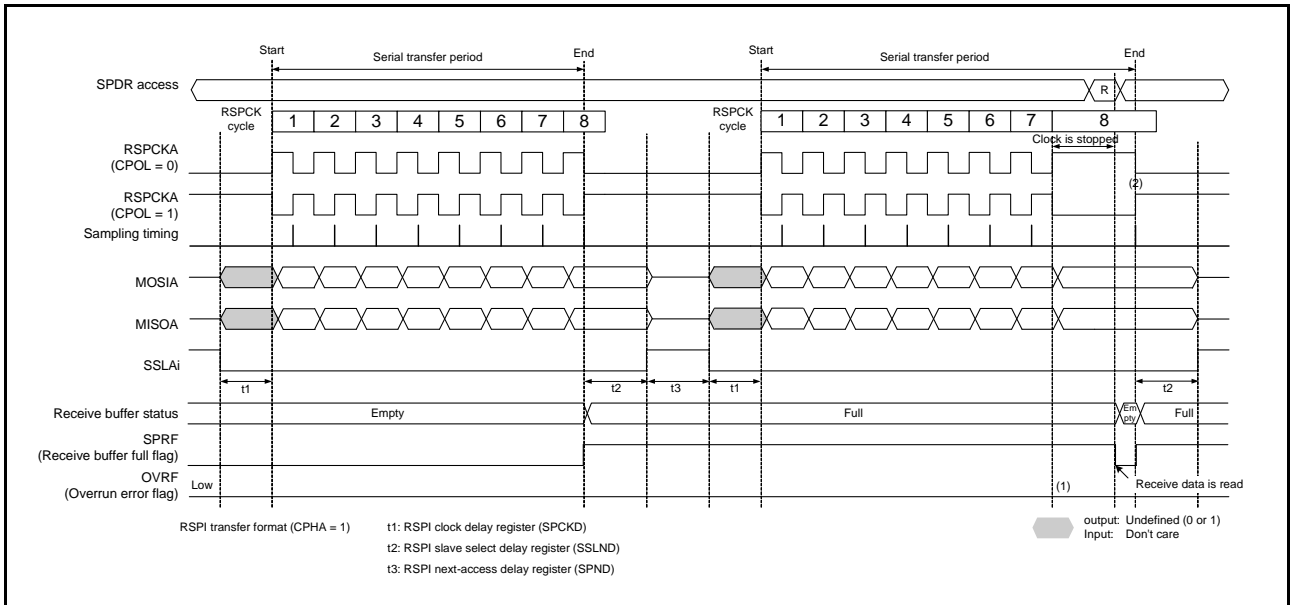 Start
Serial transfer period
End
Start
Serial transfer period
End
SPDR access
R
RSPCK
cycle
1 2 3 4 5 6 7 8
RSPCK
cycle
1 2 3 4 5 6 7 8
Clock is stopped
RSPCKA
(CPOL = 0)
(2)
RSPCKA
(CPOL = 1)
Sampling timing
MOSIA
MISOA
SSLAi
t1
t2
t3
t1
t2
Receive buffer status
Empty
Full
Em
pty
Full
SPRF
(Receive buffer full flag)
OVRF
(Overrun error flag)
Low
(1)
Receive data is read
RSPI transfer format (CPHA = 1)
t1: RSPI clock delay register (SPCKD)
t2: RSPI slave select delay register (SSLND)
t3: RSPI next-access delay register (SPND)
output: Undefined (0 or 1)
Input: Don't care